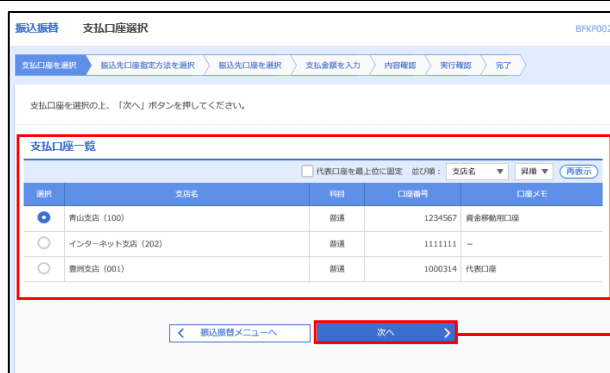 振込振替 支払口座選択 BFKF002
支払口座を選択 振込先口座指定方法を選択 振込先口座を選択 支払金額を入力 内容確認 実行確認 完了
支払口座を選択の上、「次へ」ボタンを押してください。
支払口座一覧
代表口座を最上位に固定 並び順： 支店名 ▼ 昇順 ▼ 再表示
選択 支店名 科目 口座番号 口座メモ
青山支店（100） 普通 1234567 資金移動用口座
インターネット支店（202） 普通 1111111 －
豊洲支店（001） 普通 1000314 代表口座
振込振替メニューへ 次へ